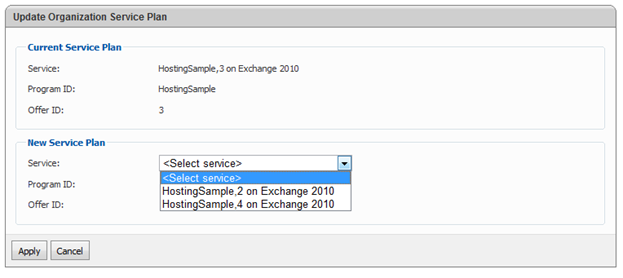 Update Organization Service Plan
Current Service Plan
Service: HostingSample,3 on Exchange 2010
Program ID: HostingSample
Offer ID: 3
New Service Plan
Service: <Select service>
<Select service>
Program ID: HostingSample,2 on Exchange 2010
Offer ID: HostingSample,4 on Exchange 2010
Apply Cancel